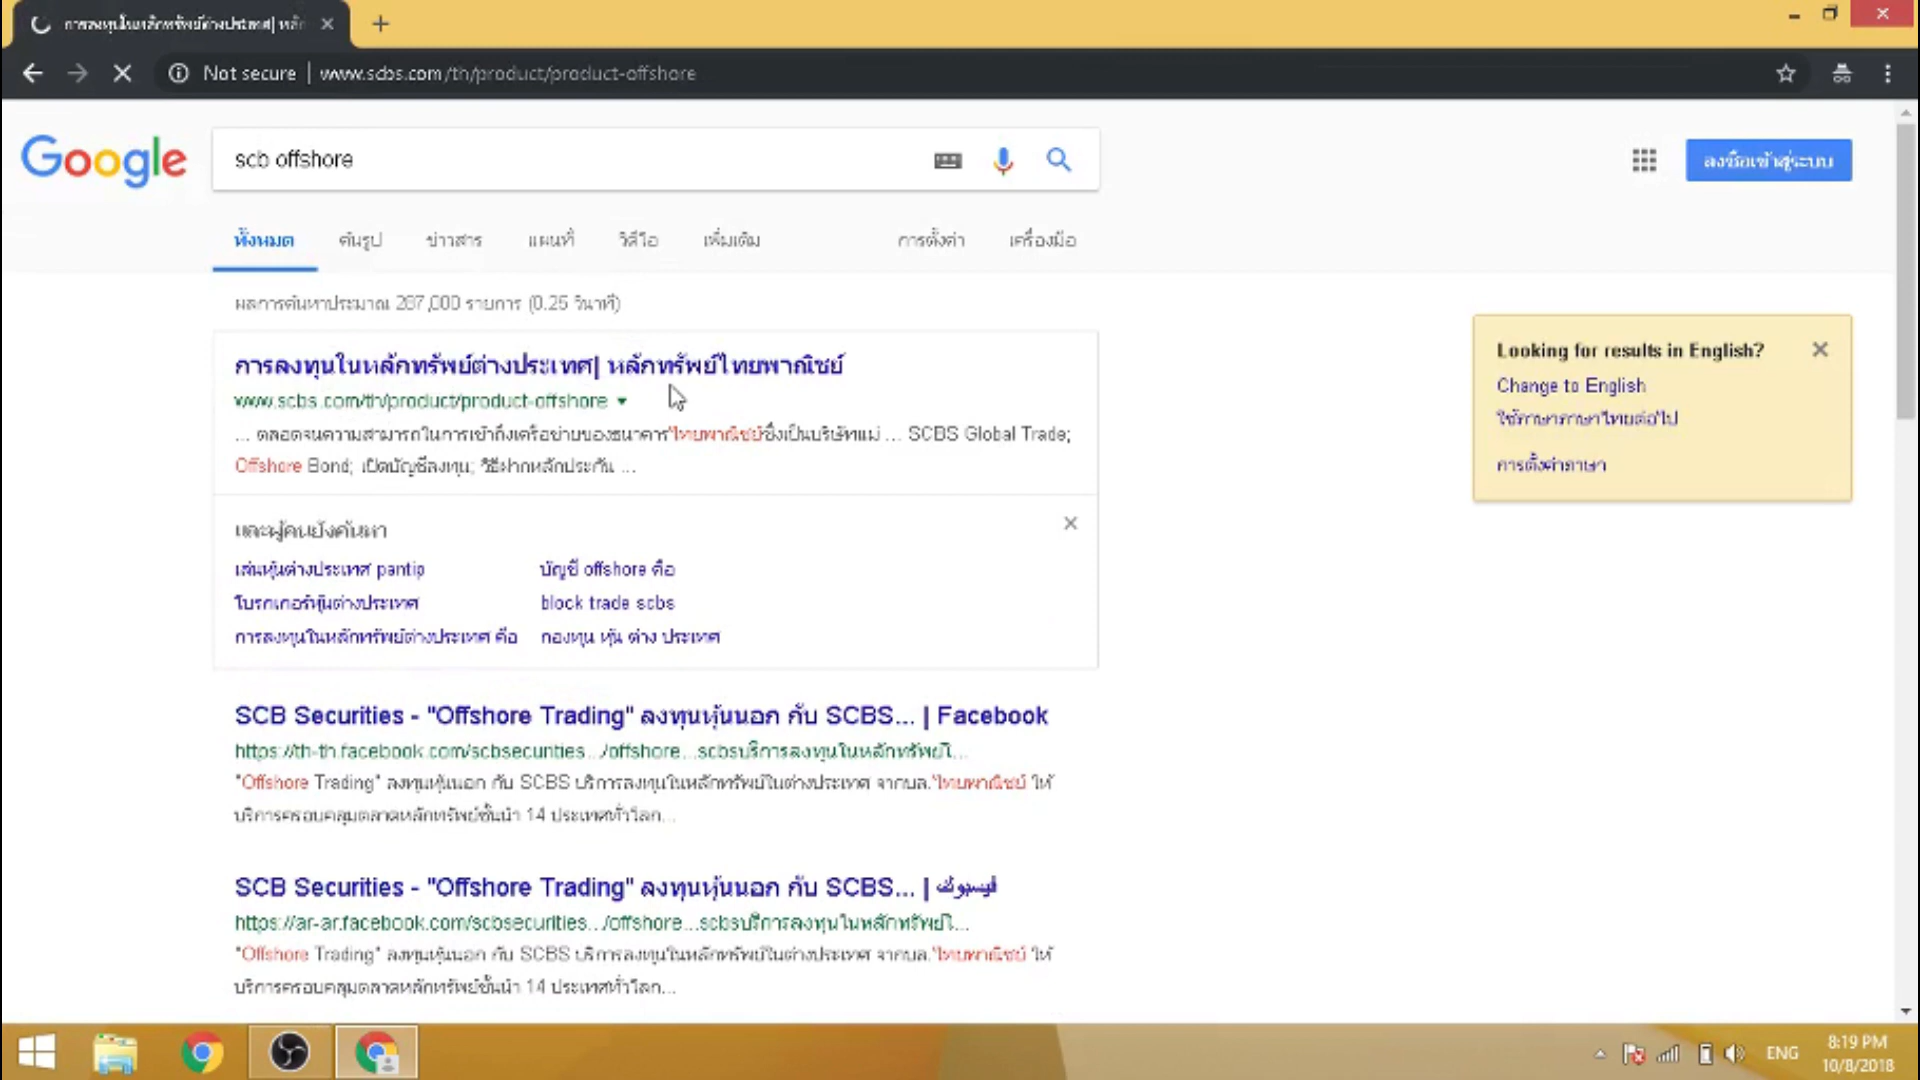 การลงทุนในหลักทรัพย์ต่างประเทศ| หลัก
Not secure | www.scbs.com/th/product/product-offshore
Google
scb offshore
ลงชื่อเข้าสู่ระบบ
ทั้งหมด ค้นรูป ข่าวสาร แผนที่ วิดีโอ เพิ่มเติม การตั้งค่า เครื่องมือ
ผลการค้นหาประมาณ 287,000 รายการ (0.25 วินาที)
การลงทุนในหลักทรัพย์ต่างประเทศ| หลักทรัพย์ไทยพาณิชย์
www.scbs.com/th/product/product-offshore
... ตลอดจนความสามารถในการเข้าถึงเครือข่ายของธนาคารไทยพาณิชย์ซึ่งเป็นบริษัทแม่ ... SCBS Global Trade;
Offshore Bond; เปิดบัญชีลงทุน; วิธีฝากหลักประกัน ...
และผู้คนยังค้นหา
เล่นหุ้นต่างประเทศ pantip บัญชี offshore คือ
โบรกเกอร์หุ้นต่างประเทศ block trade scbs
การลงทุนในหลักทรัพย์ต่างประเทศ คือ กองทุน หุ้น ต่าง ประเทศ
Looking for results in English?
Change to English
ใช้ภาษาภาษาไทยต่อไป
การตั้งค่าภาษา
SCB Securities - "Offshore Trading" ลงทุนหุ้นนอก กับ SCBS... | Facebook
https://th-th.facebook.com/scbsecurities.../offshore...scbsบริการลงทุนในหลักทรัพย์ใ...
"Offshore Trading" ลงทุนหุ้นนอก กับ SCBS บริการลงทุนในหลักทรัพย์ในต่างประเทศ จากบล.ไทยพาณิชย์ ให้
บริการครอบคลุมตลาดหลักทรัพย์ชั้นนำ 14 ประเทศทั่วโลก...
SCB Securities - "Offshore Trading" ลงทุนหุ้นนอก กับ SCBS... | فيسبوك
https://ar-ar.facebook.com/scbsecurities.../offshore...scbsบริการลงทุนในหลักทรัพย์ใ...
"Offshore Trading" ลงทุนหุ้นนอก กับ SCBS บริการลงทุนในหลักทรัพย์ในต่างประเทศ จากบล.ไทยพาณิชย์ ให้
บริการครอบคลุมตลาดหลักทรัพย์ชั้นนำ 14 ประเทศทั่วโลก...
ENG
8:19 PM
10/8/2018